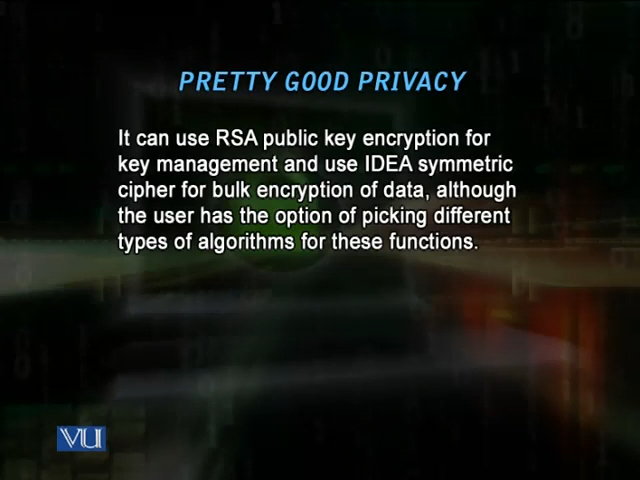 PRETTY GOOD PRIVACY
It can use RSA public key encryption for
key management and use IDEA symmetric
cipher for bulk encryption of data, although
the user has the option of picking different
types of algorithms for these functions.
VU